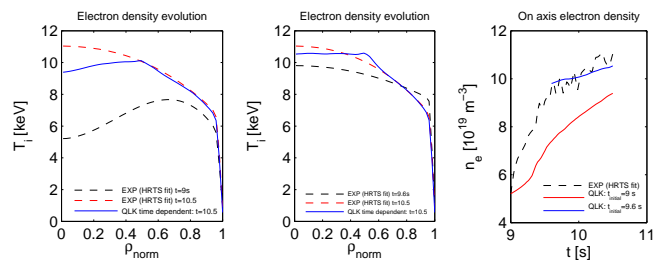 Electron density evolution
T_i [keV]
12
10
8
6
4
2
0
0
0.2
0.4
0.6
0.8
1
ρ_norm
EXP (HRTS fit) t=9s
EXP (HRTS fit) t=10.5
QLK time dependent: t=10.5
Electron density evolution
T_i [keV]
12
10
8
6
4
2
0
0
0.2
0.4
0.6
0.8
1
ρ_norm
EXP (HRTS fit) t=9.6s
EXP (HRTS fit) t=10.5
QLK time dependent: t=10.5
On axis electron density
n_e [10^19 m^-3]
12
10
8
6
4
2
0
9
10
11
t [s]
EXP (HRTS fit)
QLK: t_initial=9 s
QLK: t_initial=9.6 s